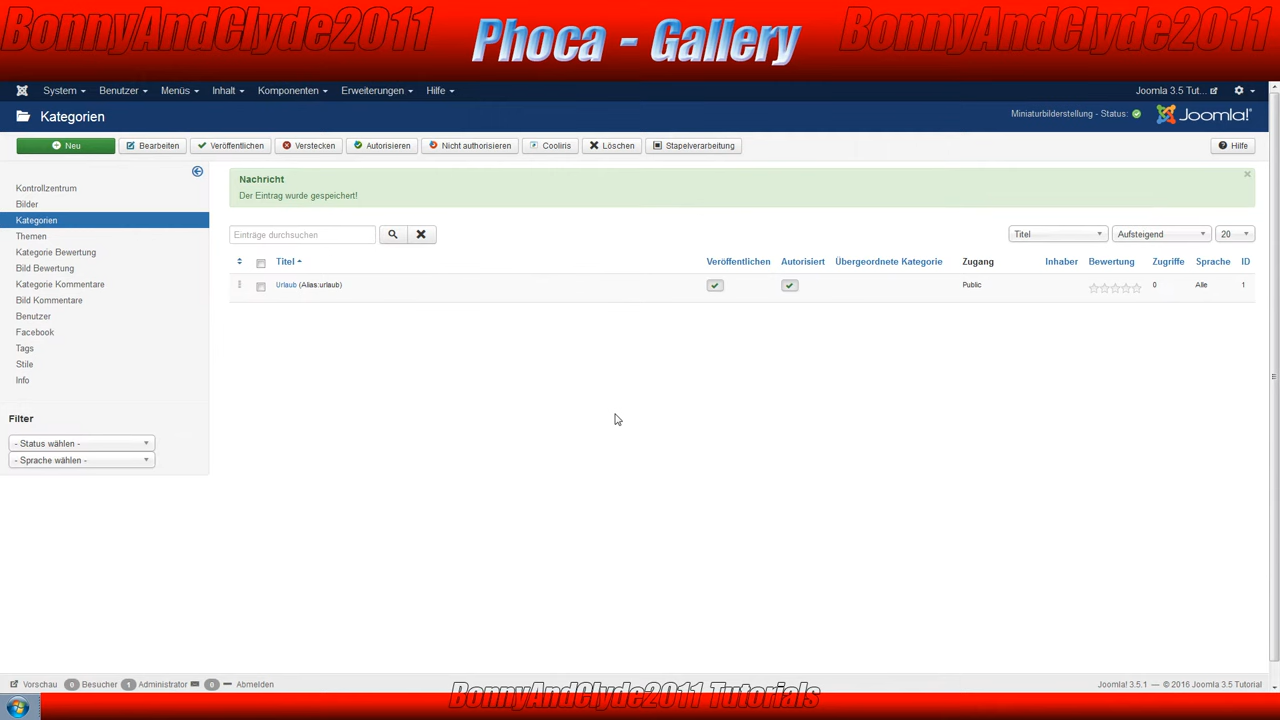 BonnyAndClyde2011 Phoca - Gallery BonnyAndClyde2011
System Benutzer Menüs Inhalt Komponenten Erweiterungen Hilfe Joomla 3.5 Tut...
Kategorien Miniaturbilderstellung - Status: Joomla!®
Neu Bearbeiten Veröffentlichen Verstecken Autorisieren Nicht authorisieren Cooliris Löschen Stapelverarbeitung Hilfe
Kontrollzentrum
Bilder
Kategorien
Themen
Kategorie Bewertung
Bild Bewertung
Kategorie Kommentare
Bild Kommentare
Benutzer
Facebook
Tags
Stile
Info
Filter
- Status wählen -
- Sprache wählen -
Nachricht ×
Der Eintrag wurde gespeichert!
Einträge durchsuchen Titel Aufsteigend 20
Titel Veröffentlichen Autorisiert Übergeordnete Kategorie Zugang Inhaber Bewertung Zugriffe Sprache ID
Urlaub (Alias:urlaub) Public 0 Alle 1
Vorschau 0 Besucher 1 Administrator 0 Abmelden Joomla! 3.5.1 — © 2016 Joomla 3.5 Tutorial
BonnyAndClyde2011 Tutorials